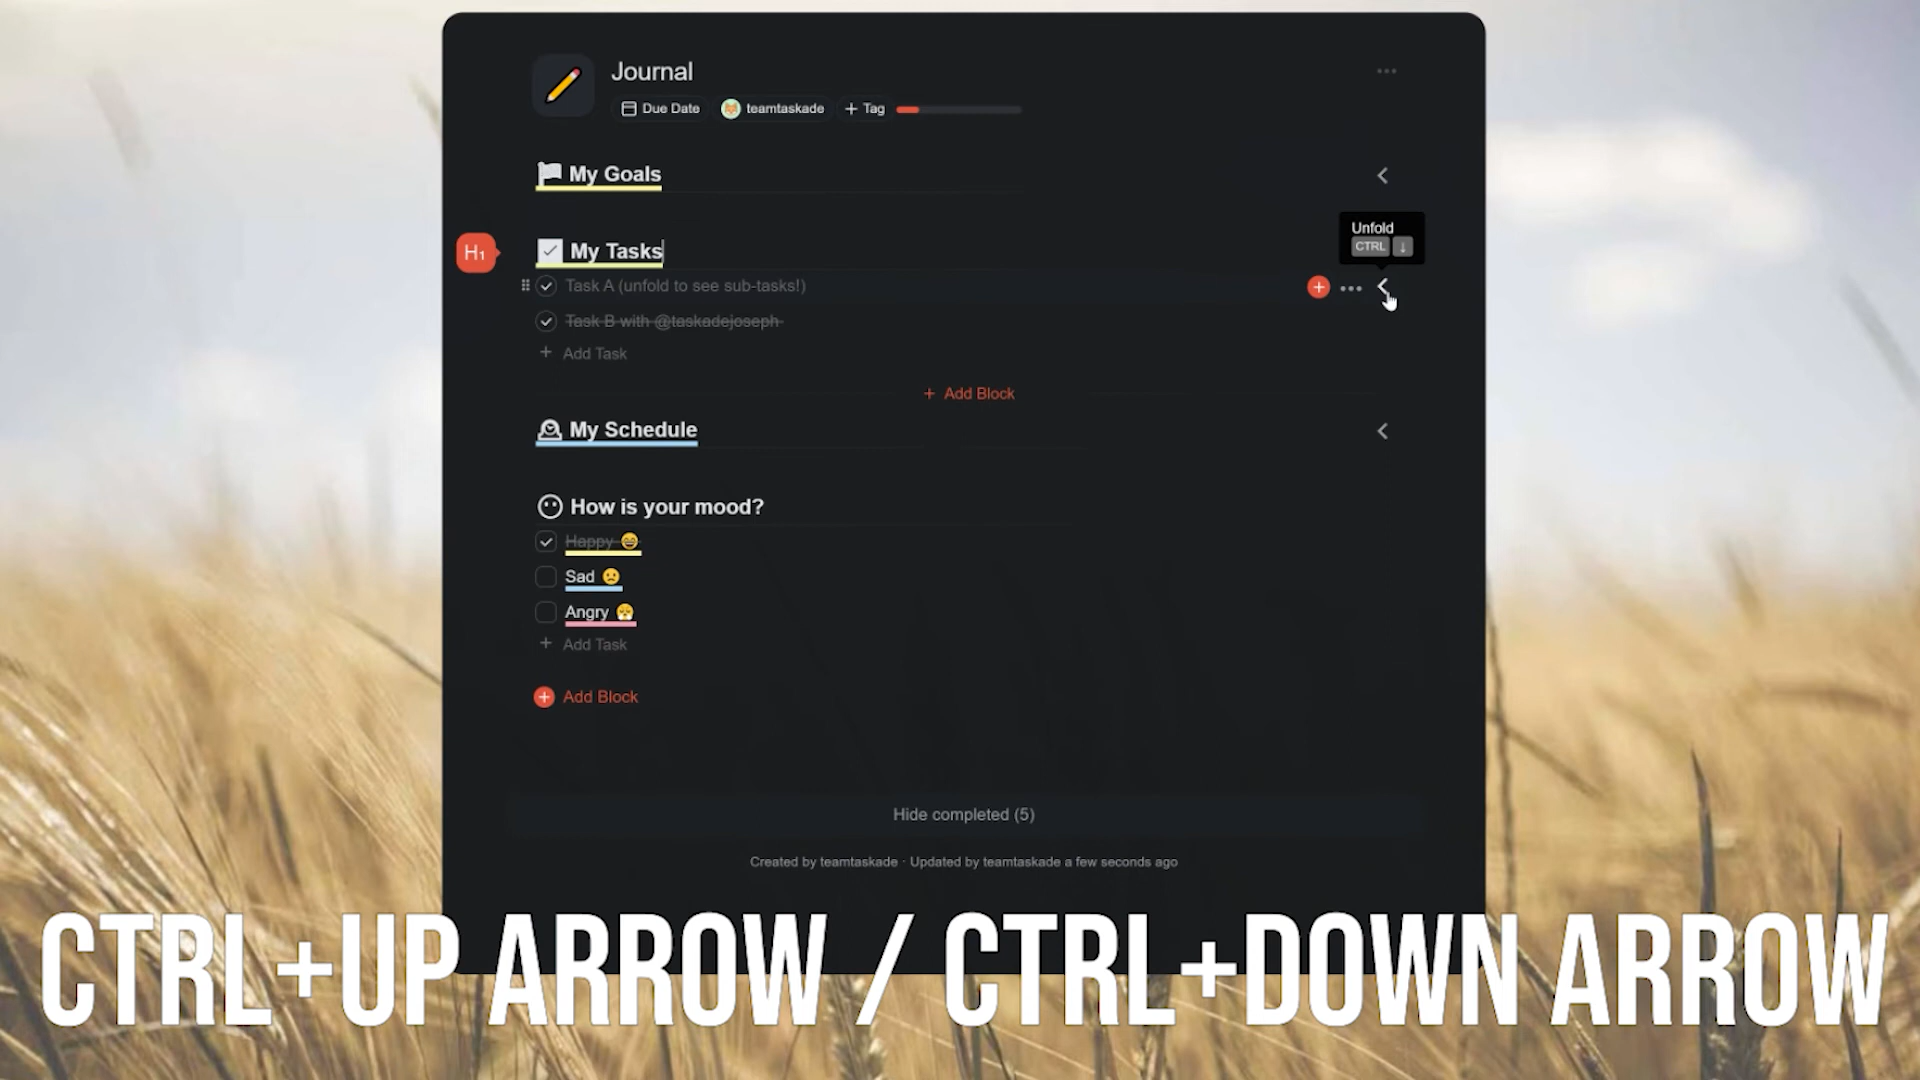 Journal
Due Date teamtaskade + Tag
My Goals
Unfold
CTRL ↓
H1 My Tasks
Task A (unfold to see sub-tasks!)
Task B with @taskadejoseph
+ Add Task
+ Add Block
My Schedule
How is your mood?
Happy 😄
Sad 🙁
Angry 😤
+ Add Task
+ Add Block
Hide completed (5)
Created by teamtaskade · Updated by teamtaskade a few seconds ago
CTRL+UP ARROW / CTRL+DOWN ARROW